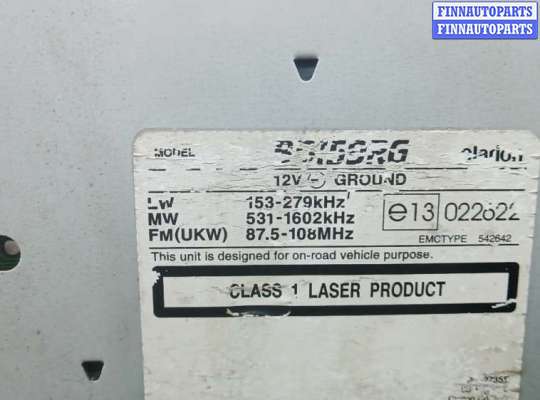 FINNAUTOPARTS
FINNAUTOPARTS
MODEL clarion
12V ⊖ GROUND
LW 153-279kHz
MW 531-1602kHz
FM(UKW) 87.5-108MHz
e13 022622
EMCTYPE 542642
This unit is designed for on-road vehicle purpose.
CLASS 1 LASER PRODUCT